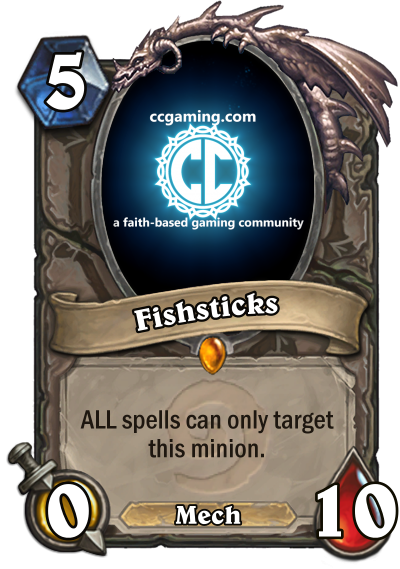 5
ccgaming.com
CC
a faith-based gaming community
Fishsticks
ALL spells can only target
this minion.
0
Mech
10